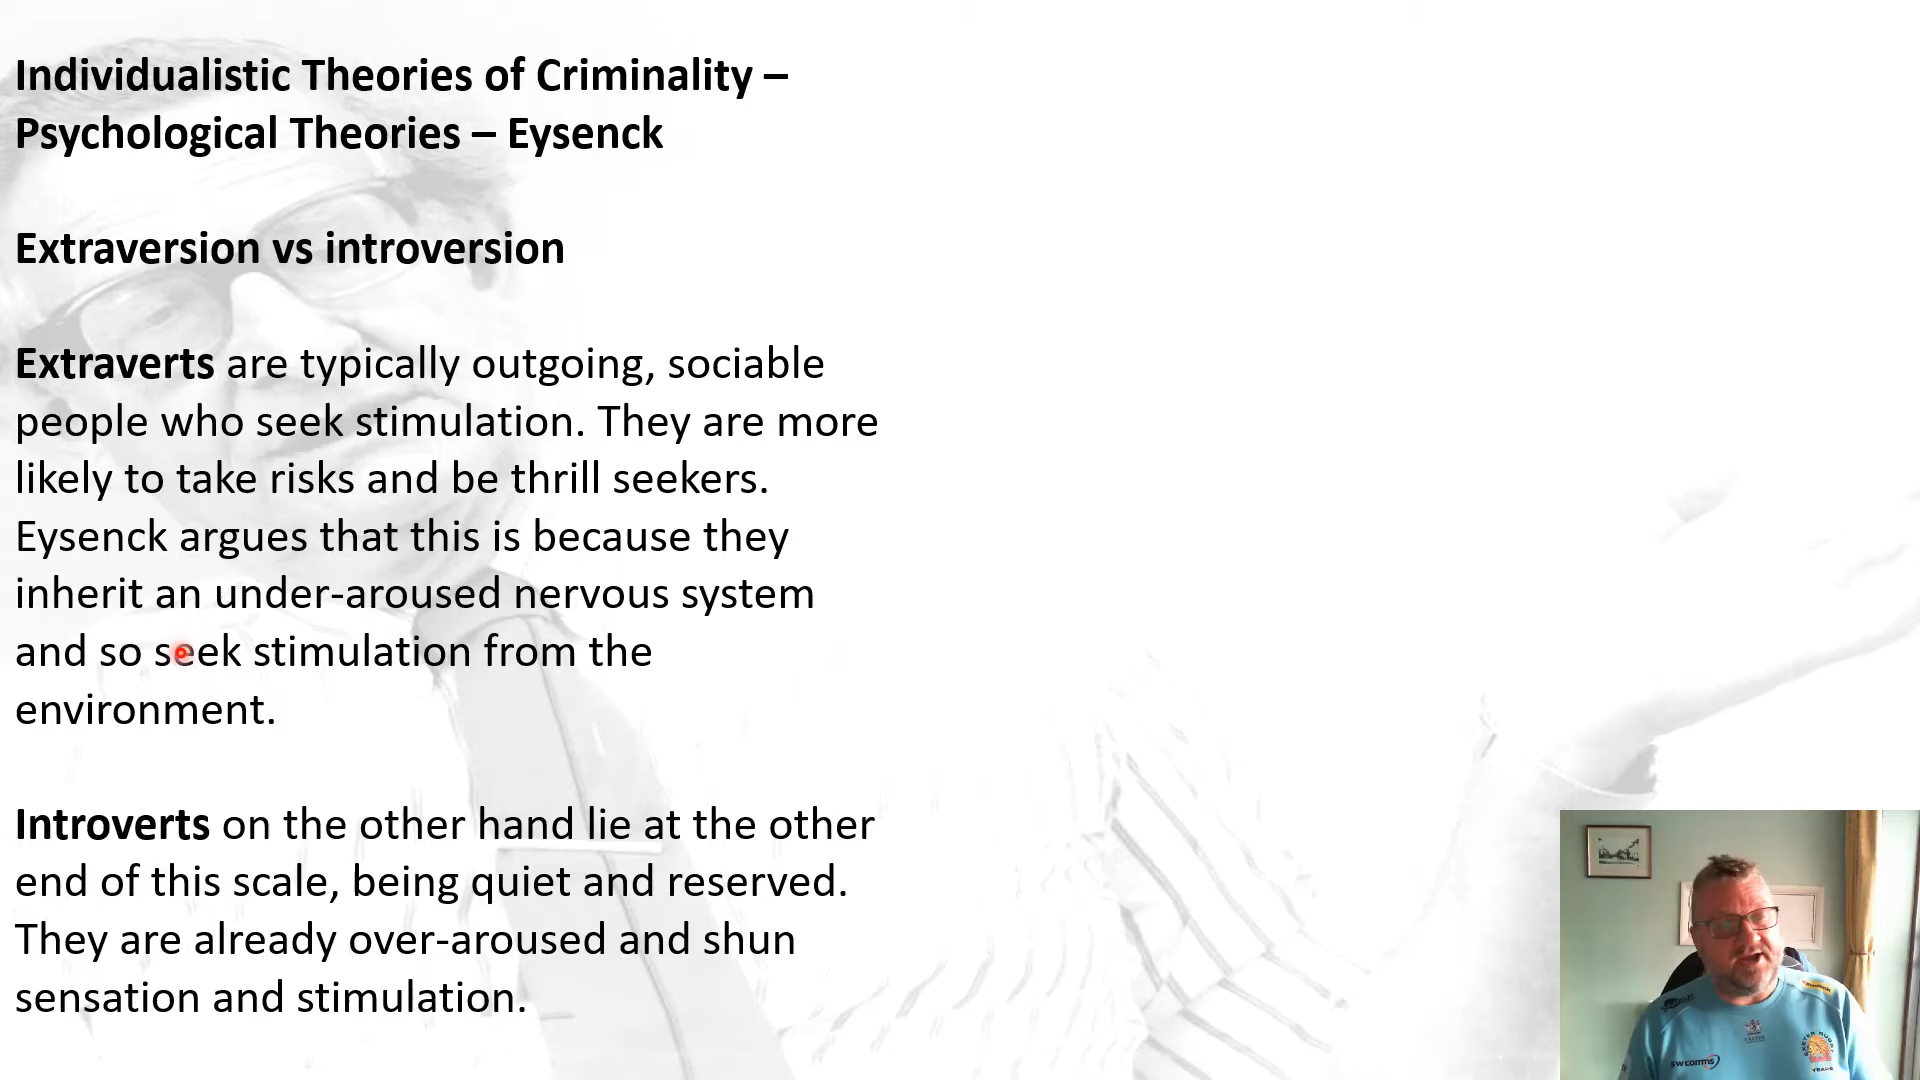 Individualistic Theories of Criminality –
Psychological Theories – Eysenck
Extraversion vs introversion
Extraverts are typically outgoing, sociable
people who seek stimulation. They are more
likely to take risks and be thrill seekers.
Eysenck argues that this is because they
inherit an under-aroused nervous system
and so seek stimulation from the
environment.
Introverts on the other hand lie at the other
end of this scale, being quiet and reserved.
They are already over-aroused and shun
sensation and stimulation.
swcomms
EXETER RUGBY
YEARS